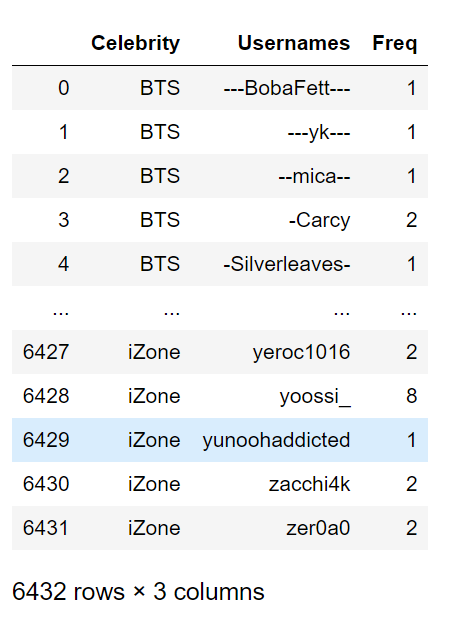 Celebrity Usernames Freq
0 BTS ---BobaFett--- 1
1 BTS ---yk--- 1
2 BTS --mica-- 1
3 BTS -Carcy 2
4 BTS -Silverleaves- 1
... ... ... ...
6427 iZone yeroc1016 2
6428 iZone yoossi_ 8
6429 iZone yunoohaddicted 1
6430 iZone zacchi4k 2
6431 iZone zer0a0 2
6432 rows × 3 columns